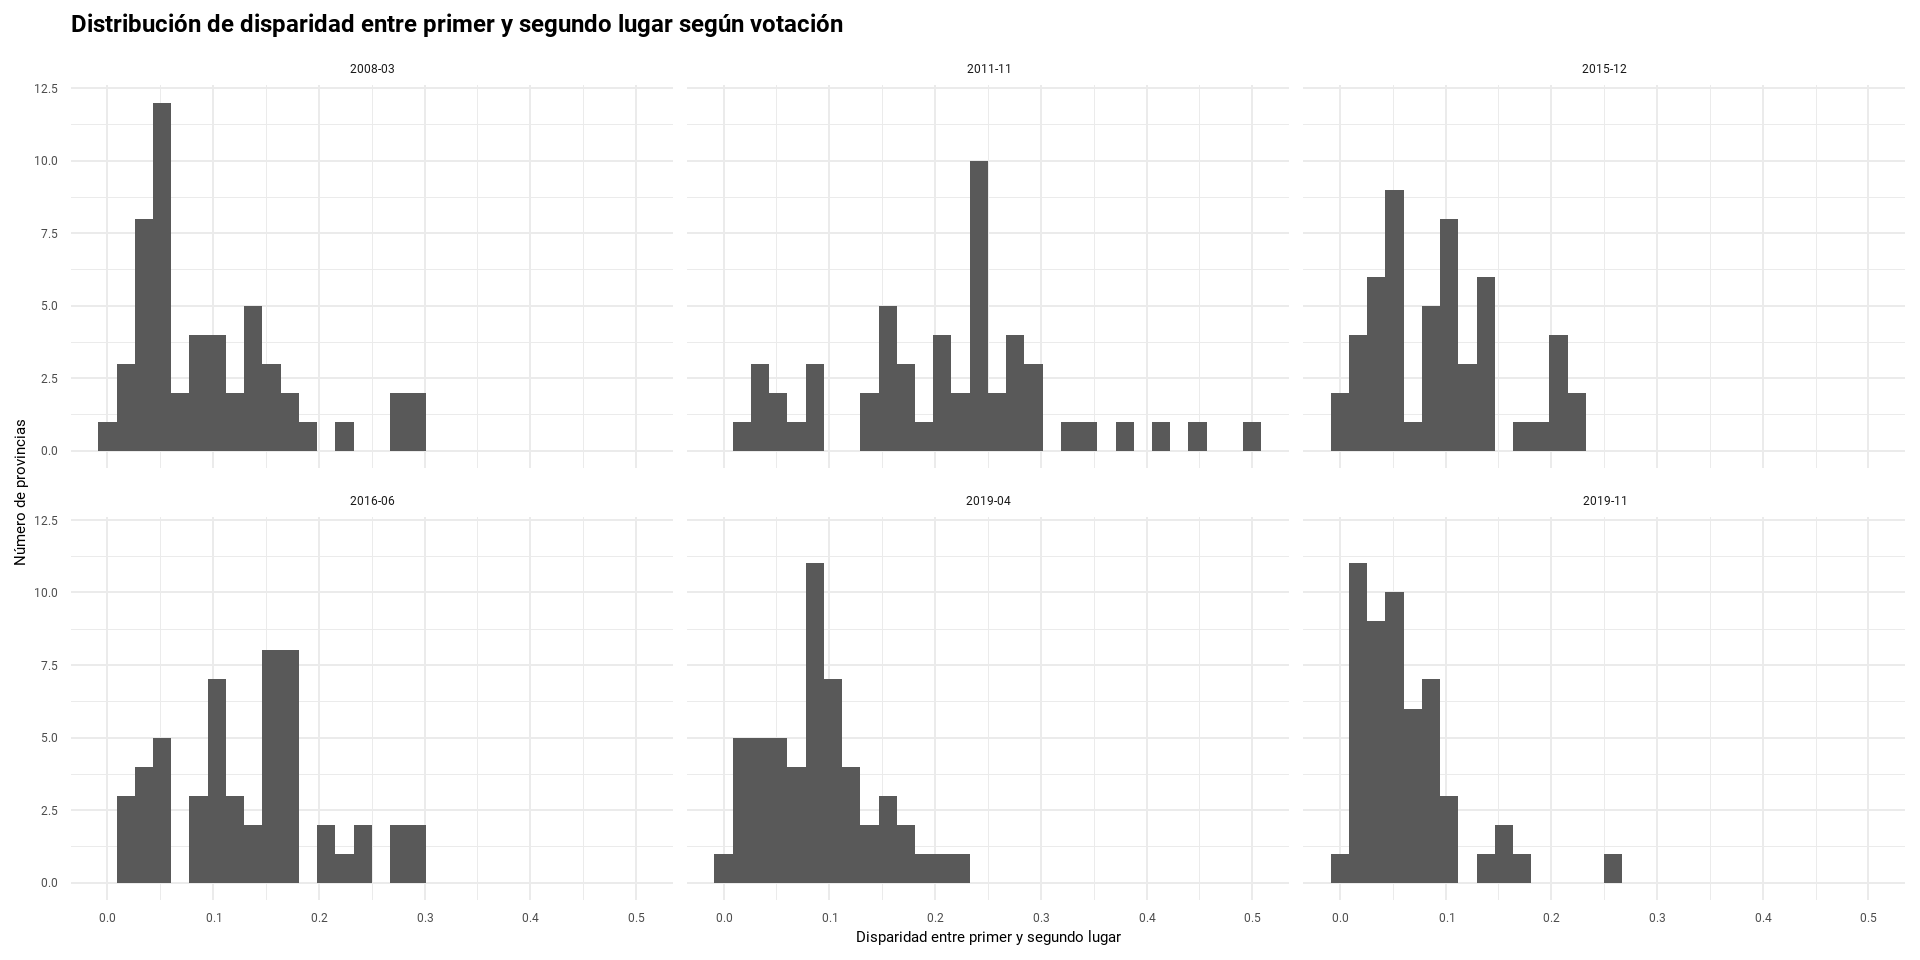 Distribución de disparidad entre primer y segundo lugar según votación
2008-03 2011-11 2015-12
12.5
10.0
7.5
5.0
2.5
0.0
Número de provincias
2016-06 2019-04 2019-11
12.5
10.0
7.5
5.0
2.5
0.0
0.0 0.1 0.2 0.3 0.4 0.5 0.0 0.1 0.2 0.3 0.4 0.5 0.0 0.1 0.2 0.3 0.4 0.5
Disparidad entre primer y segundo lugar